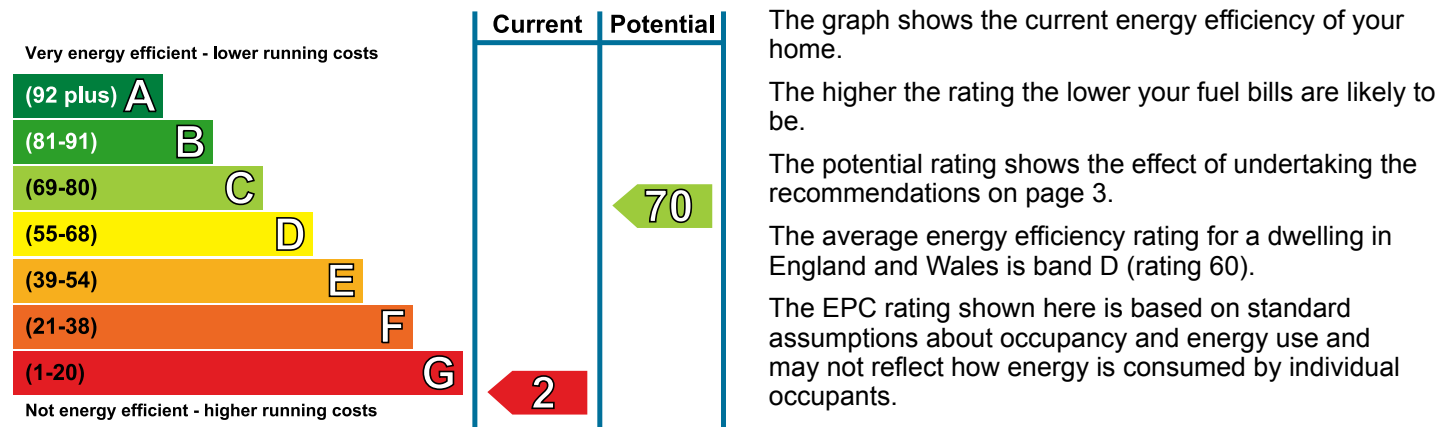 Current Potential
Very energy efficient - lower running costs
(92 plus) A
(81-91) B
(69-80) C
70
(55-68) D
(39-54) E
(21-38) F
(1-20) G
2
Not energy efficient - higher running costs
The graph shows the current energy efficiency of your
home.
The higher the rating the lower your fuel bills are likely to
be.
The potential rating shows the effect of undertaking the
recommendations on page 3.
The average energy efficiency rating for a dwelling in
England and Wales is band D (rating 60).
The EPC rating shown here is based on standard
assumptions about occupancy and energy use and
may not reflect how energy is consumed by individual
occupants.